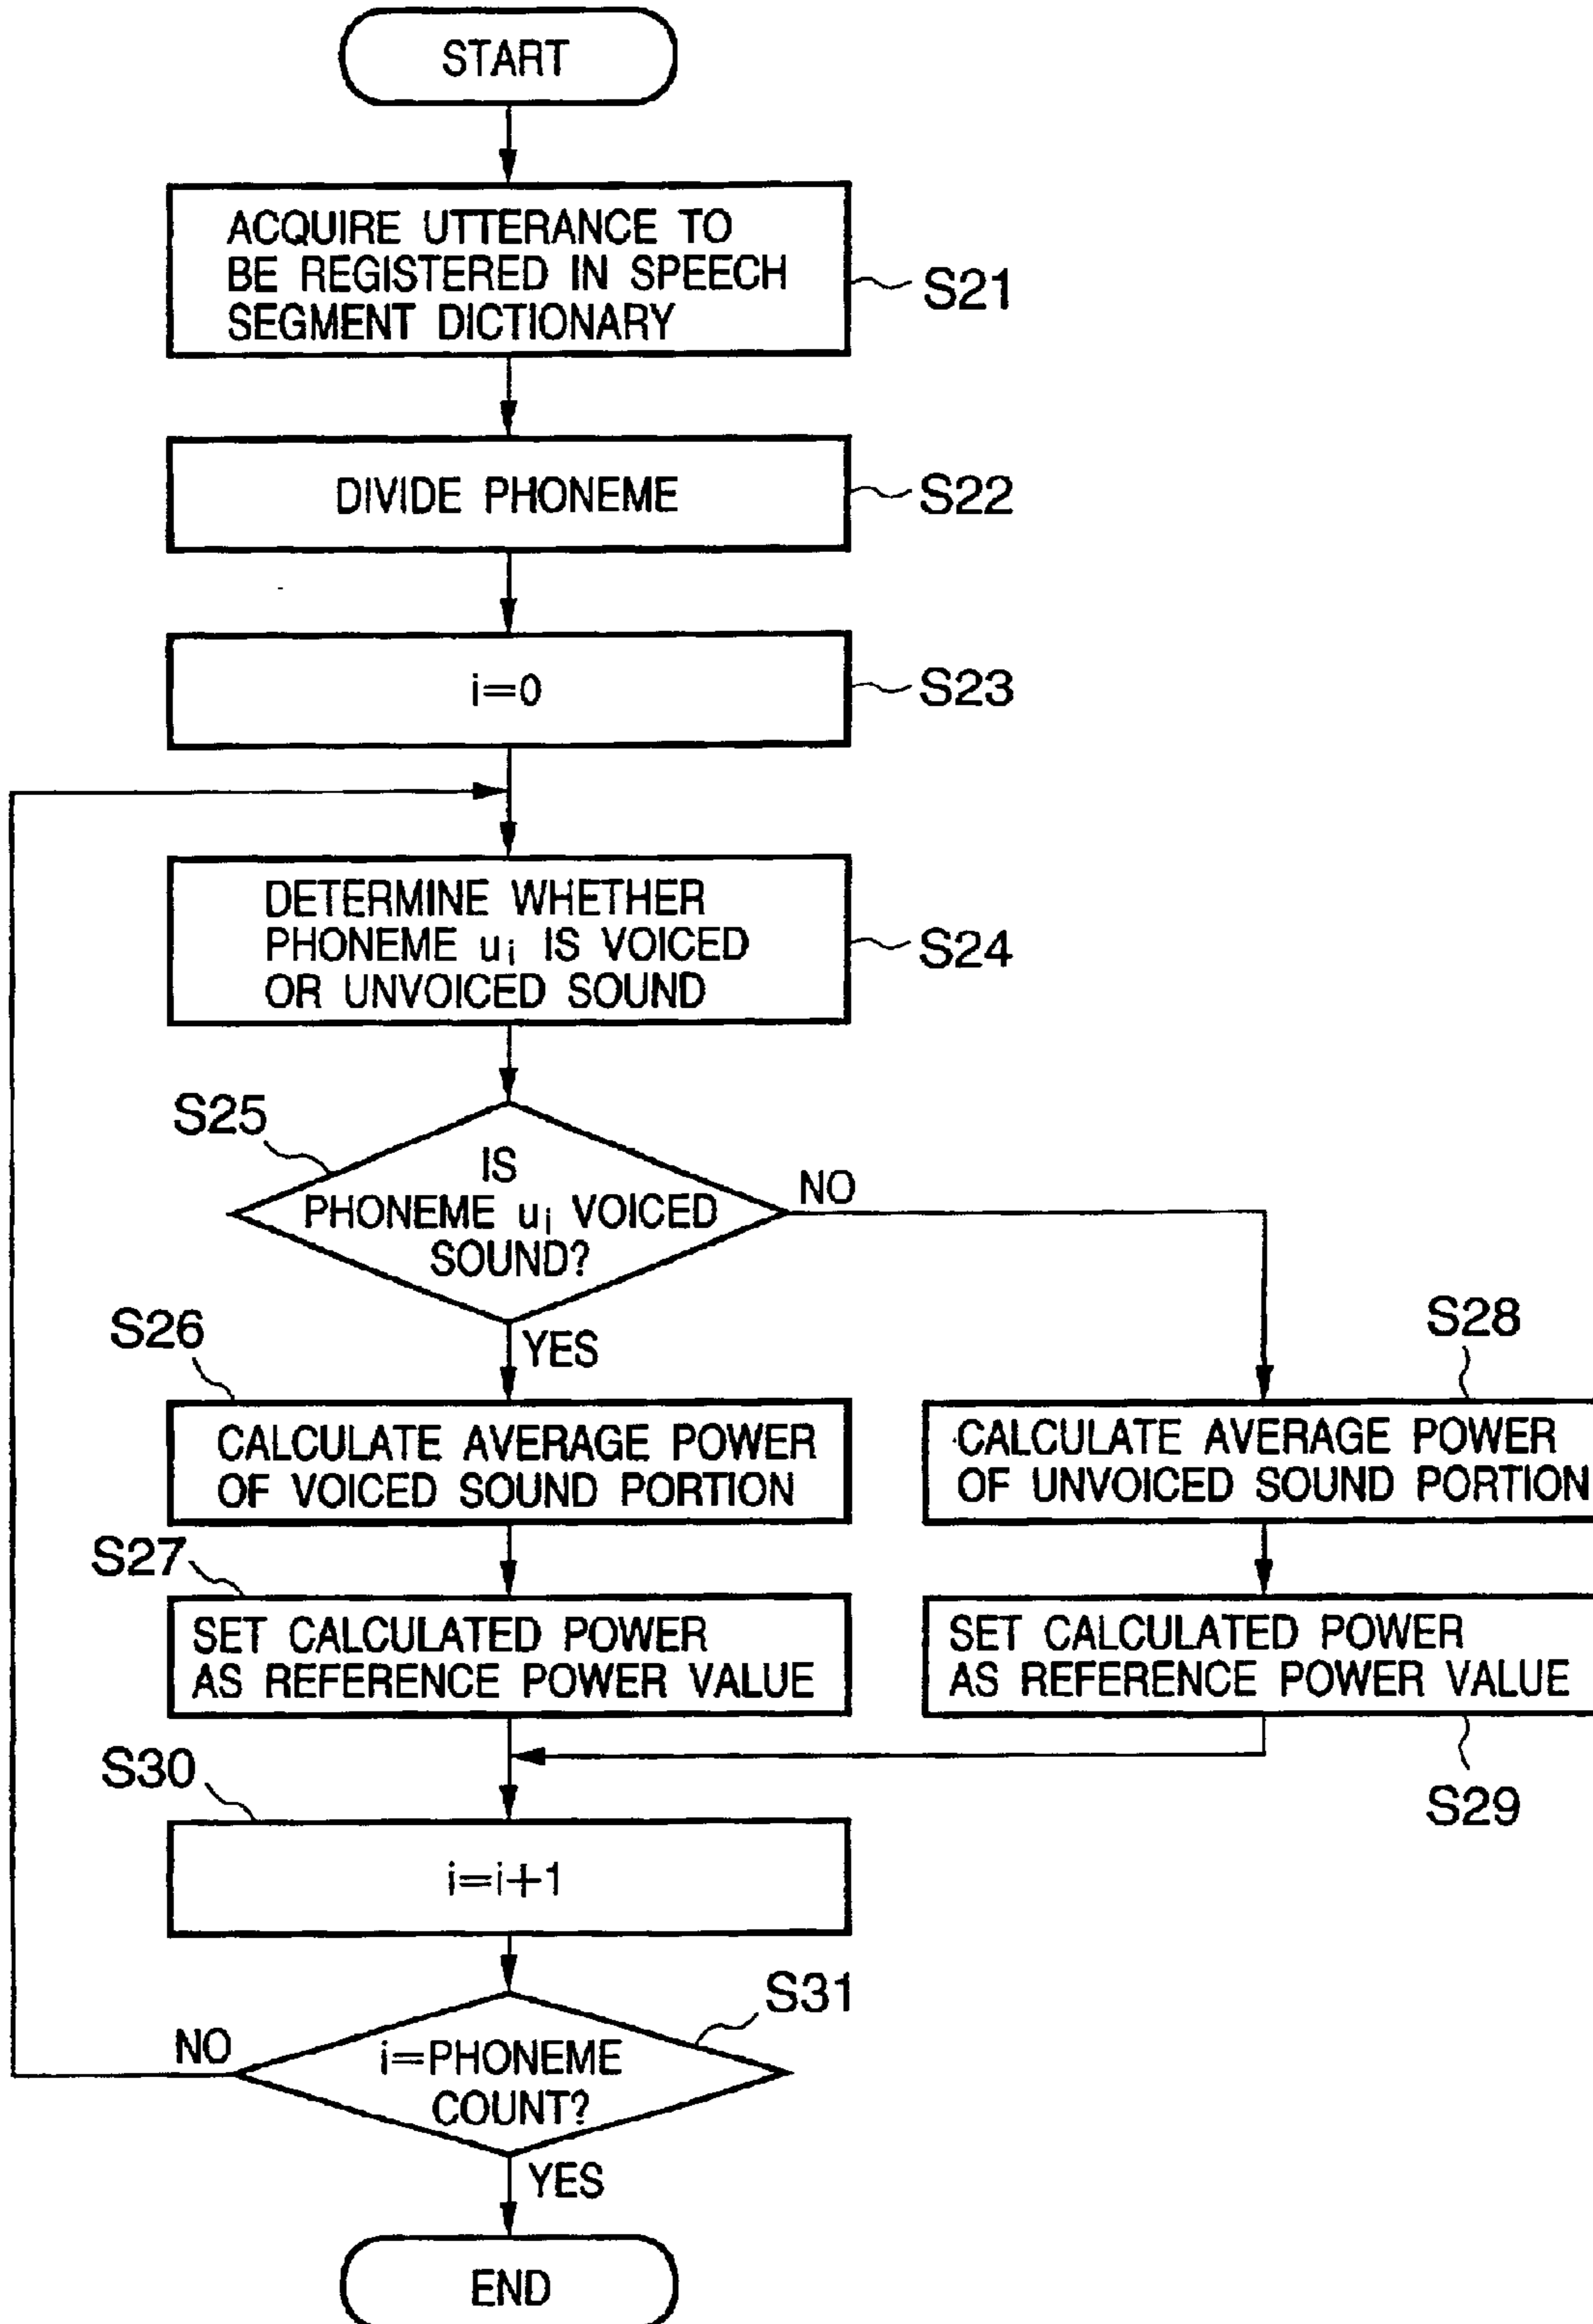 START
ACQUIRE UTTERANCE TO
BE REGISTERED IN SPEECH
SEGMENT DICTIONARY
S21
DIVIDE PHONEME
S22
i=0
S23
DETERMINE WHETHER
PHONEME ui IS VOICED
OR UNVOICED SOUND
S24
S25
IS
PHONEME ui VOICED
SOUND?
NO
YES
S26
CALCULATE AVERAGE POWER
OF VOICED SOUND PORTION
S28
CALCULATE AVERAGE POWER
OF UNVOICED SOUND PORTION
S27
SET CALCULATED POWER
AS REFERENCE POWER VALUE
SET CALCULATED POWER
AS REFERENCE POWER VALUE
S29
S30
i=i+1
S31
i=PHONEME
COUNT?
NO
YES
END